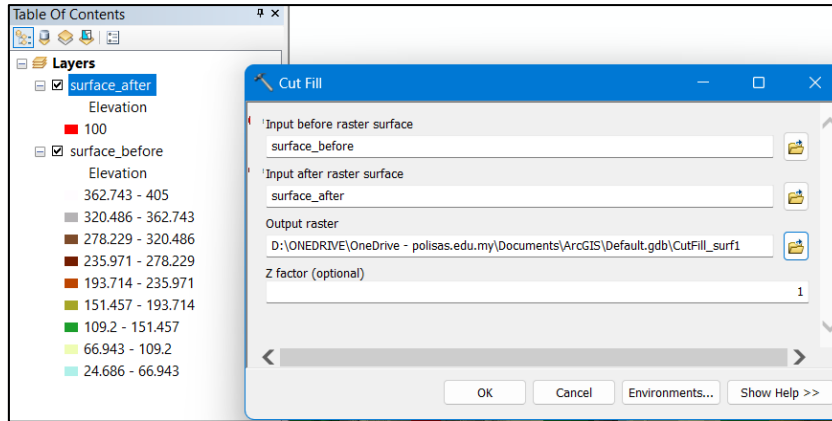 Table Of Contents
Layers
surface_after
Elevation
100
surface_before
Elevation
362.743 - 405
320.486 - 362.743
278.229 - 320.486
235.971 - 278.229
193.714 - 235.971
151.457 - 193.714
109.2 - 151.457
66.943 - 109.2
24.686 - 66.943
Cut Fill
Input before raster surface
surface_before
Input after raster surface
surface_after
Output raster
D:\ONEDRIVE\OneDrive - polisas.edu.my\Documents\ArcGIS\Default.gdb\CutFill_surf1
Z factor (optional)
1
OK Cancel Environments... Show Help >>